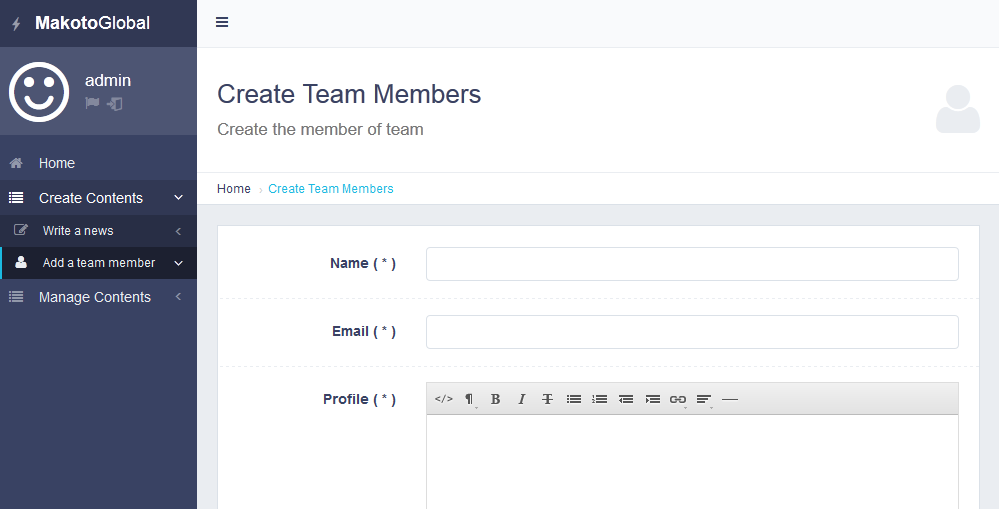 MakotoGlobal
admin
Home
Create Contents
Write a news
Add a team member
Manage Contents
Create Team Members
Create the member of team
Home › Create Team Members
Name ( * )
Email ( * )
Profile ( * )
</> ¶ B I T